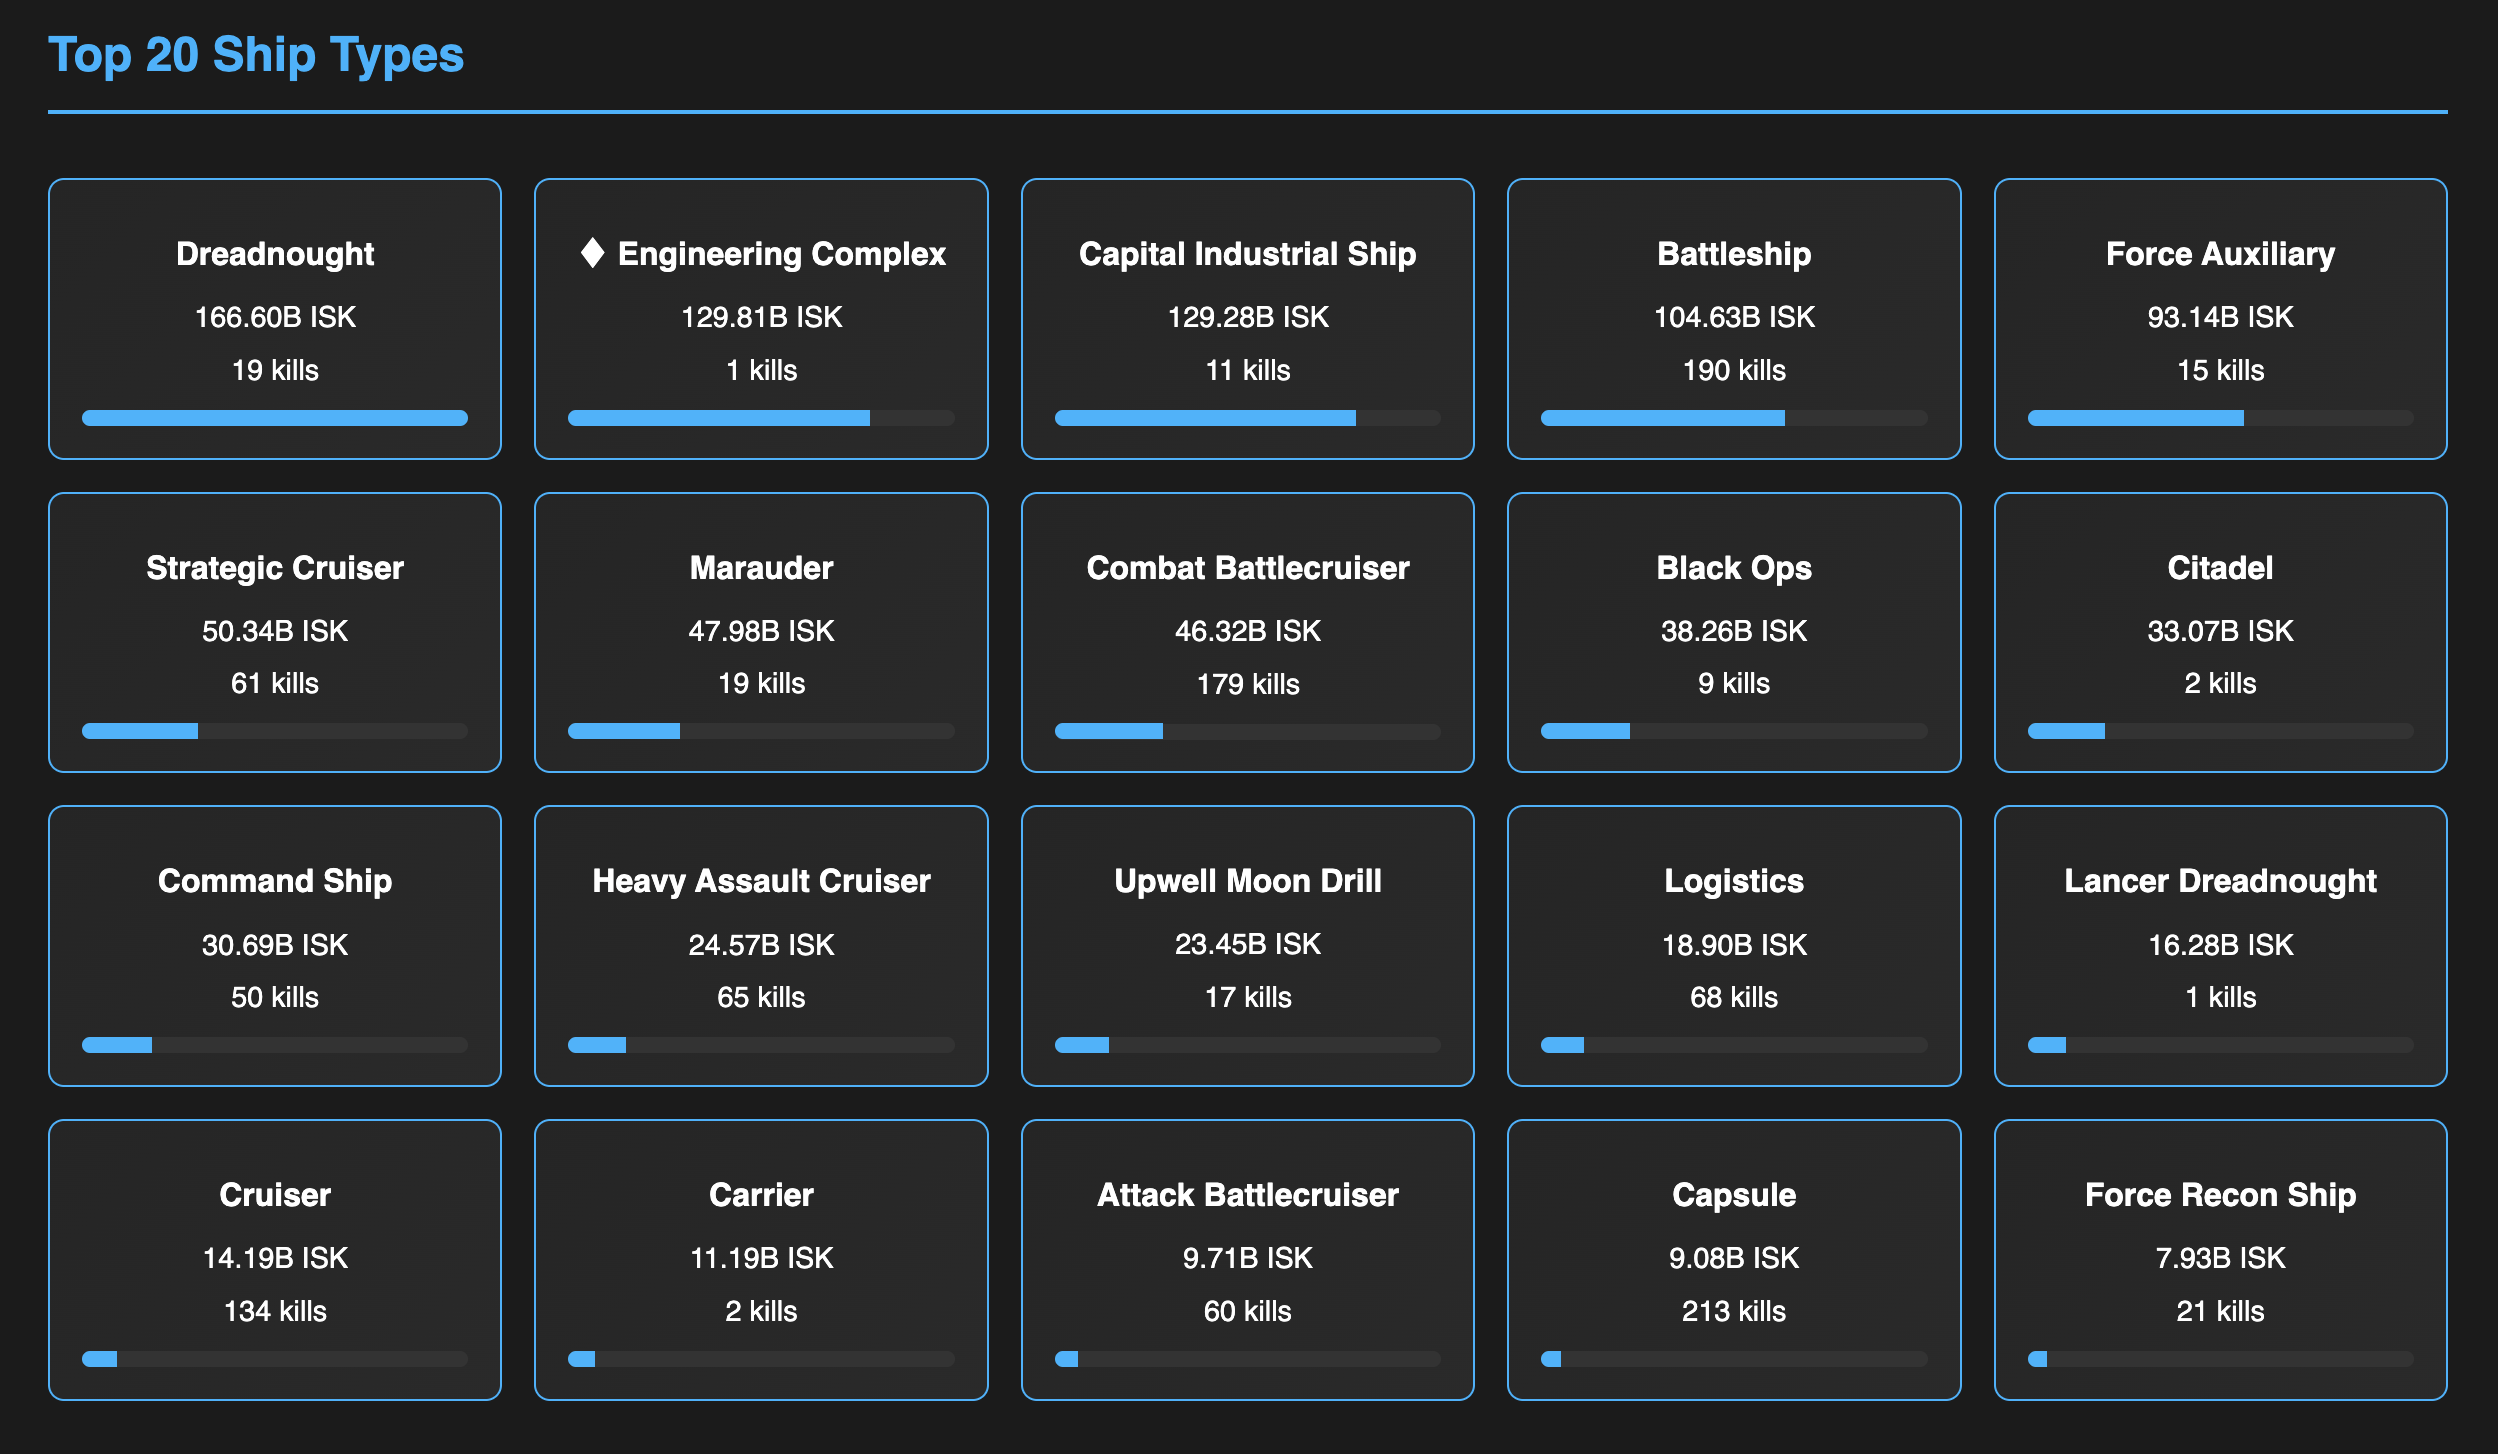 Top 20 Ship Types
Dreadnought
166.60B ISK
19 kills
♦ Engineering Complex
129.81B ISK
1 kills
Capital Industrial Ship
129.28B ISK
11 kills
Battleship
104.63B ISK
190 kills
Force Auxiliary
93.14B ISK
15 kills
Strategic Cruiser
50.34B ISK
61 kills
Marauder
47.98B ISK
19 kills
Combat Battlecruiser
46.32B ISK
179 kills
Black Ops
38.26B ISK
9 kills
Citadel
33.07B ISK
2 kills
Command Ship
30.69B ISK
50 kills
Heavy Assault Cruiser
24.57B ISK
65 kills
Upwell Moon Drill
23.45B ISK
17 kills
Logistics
18.90B ISK
68 kills
Lancer Dreadnought
16.28B ISK
1 kills
Cruiser
14.19B ISK
134 kills
Carrier
11.19B ISK
2 kills
Attack Battlecruiser
9.71B ISK
60 kills
Capsule
9.08B ISK
213 kills
Force Recon Ship
7.93B ISK
21 kills